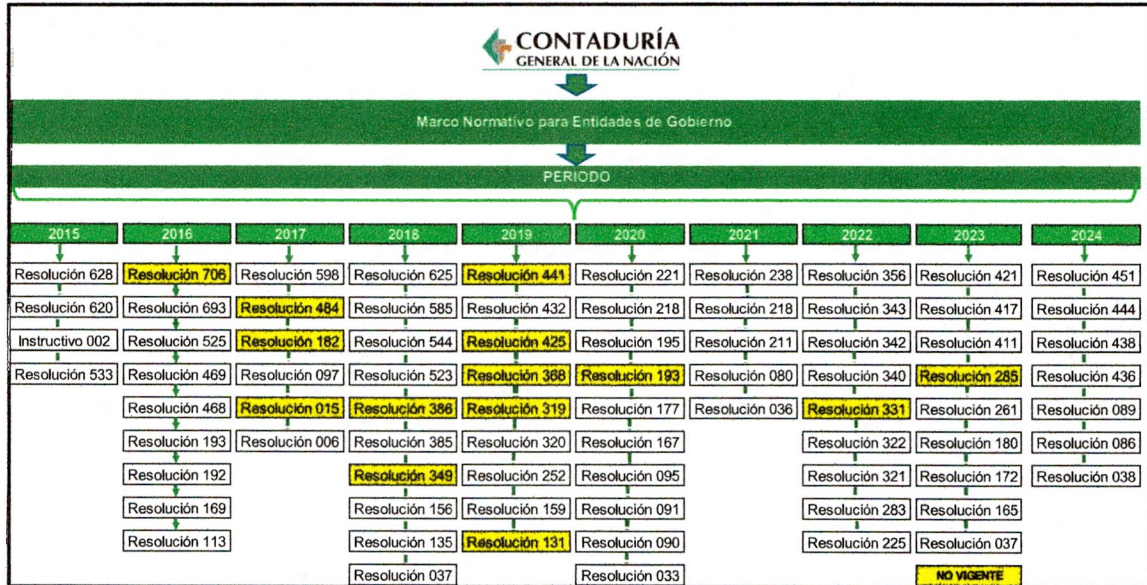 CONTADURÍA
GENERAL DE LA NACIÓN
Marco Normativo para Entidades de Gobierno
PERIODO
2015 2016 2017 2018 2019 2020 2021 2022 2023 2024
Resolución 628 Resolución 706 Resolución 598 Resolución 625 Resolución 441 Resolución 221 Resolución 238 Resolución 356 Resolución 421 Resolución 451
Resolución 620 Resolución 693 Resolución 484 Resolución 585 Resolución 432 Resolución 218 Resolución 218 Resolución 343 Resolución 417 Resolución 444
Instructivo 002 Resolución 525 Resolución 182 Resolución 544 Resolución 425 Resolución 195 Resolución 211 Resolución 342 Resolución 411 Resolución 438
Resolución 533 Resolución 469 Resolución 097 Resolución 523 Resolución 368 Resolución 193 Resolución 080 Resolución 340 Resolución 285 Resolución 436
Resolución 468 Resolución 015 Resolución 386 Resolución 319 Resolución 177 Resolución 036 Resolución 331 Resolución 261 Resolución 089
Resolución 193 Resolución 006 Resolución 385 Resolución 320 Resolución 167 Resolución 322 Resolución 180 Resolución 086
Resolución 192 Resolución 349 Resolución 252 Resolución 095 Resolución 321 Resolución 172 Resolución 038
Resolución 169 Resolución 156 Resolución 159 Resolución 091 Resolución 283 Resolución 165
Resolución 113 Resolución 135 Resolución 131 Resolución 090 Resolución 225 Resolución 037
Resolución 037 Resolución 033 NO VIGENTE